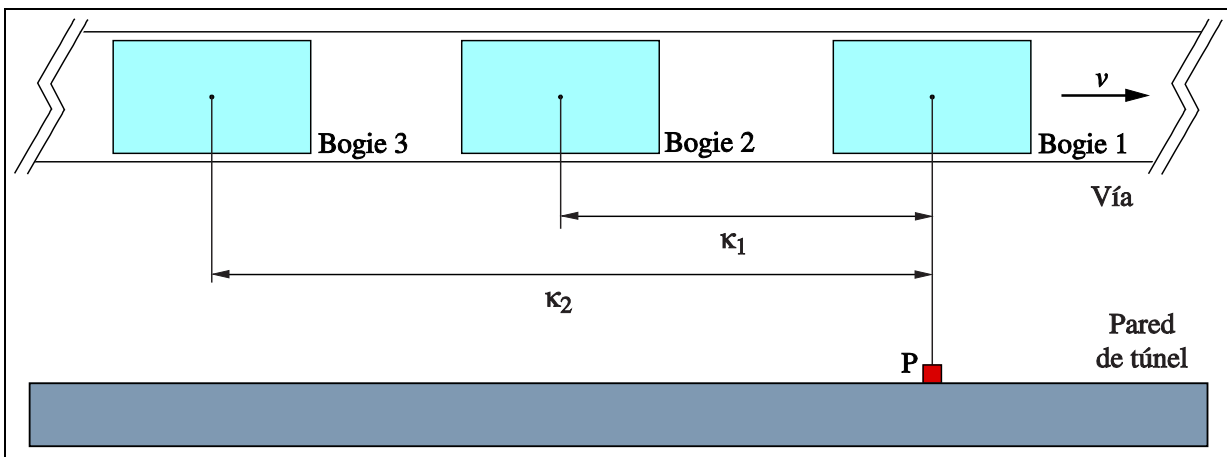 v
Bogie 3
Bogie 2
Bogie 1
Vía
κ1
κ2
Pared
de túnel
P